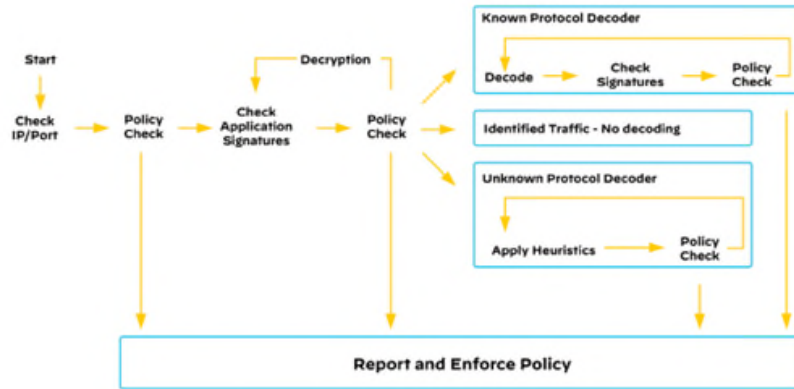 Known Protocol Decoder
Start
Decryption
Decode
Check
Signatures
Policy
Check
Check
IP/Port
Policy
Check
Check
Application
Signatures
Policy
Check
Identified Traffic - No decoding
Unknown Protocol Decoder
Apply Heuristics
Policy
Check
Report and Enforce Policy